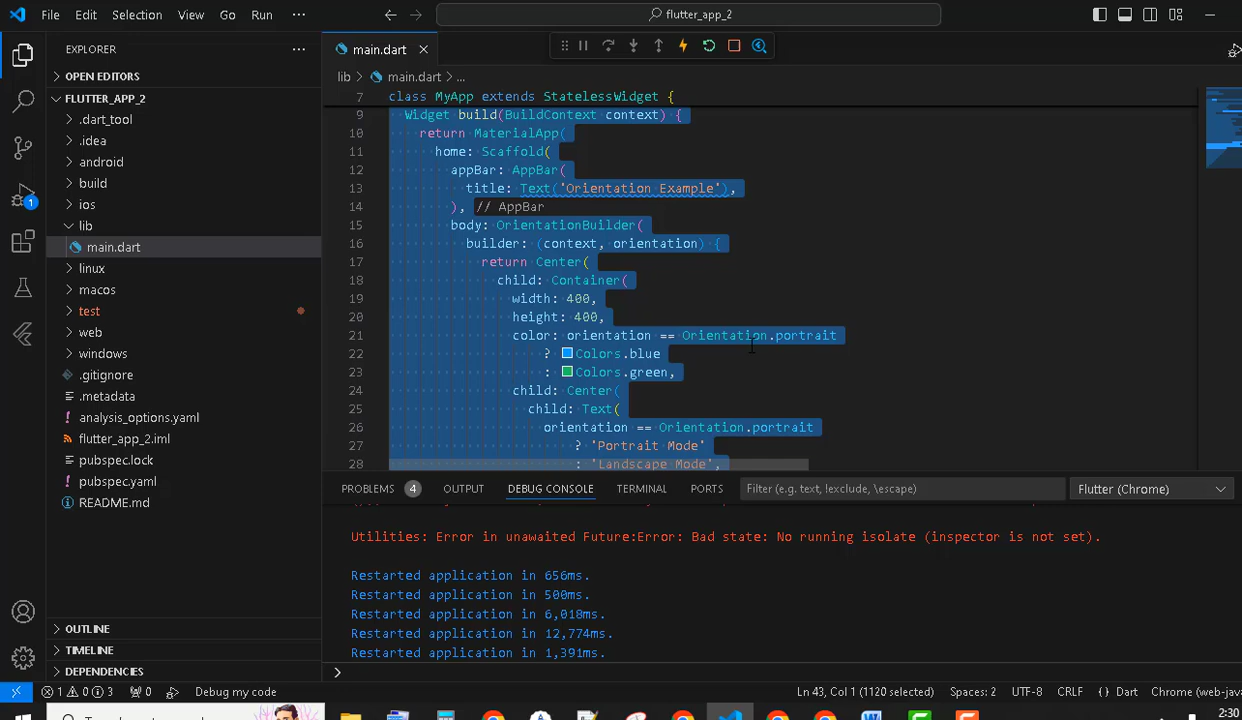 File Edit Selection View Go Run ··· flutter_app_2
EXPLORER ···
OPEN EDITORS
FLUTTER_APP_2
.dart_tool
.idea
android
build
ios
lib
main.dart
linux
macos
test
web
windows
.gitignore
.metadata
! analysis_options.yaml
flutter_app_2.iml
pubspec.lock
! pubspec.yaml
README.md
OUTLINE
TIMELINE
DEPENDENCIES
1
main.dart
lib > main.dart > ...
7 class MyApp extends StatelessWidget {
9 Widget build(BuildContext context) {
10 return MaterialApp(
11 home: Scaffold(
12 appBar: AppBar(
13 title: Text('Orientation Example'),
14 ), // AppBar
15 body: OrientationBuilder(
16 builder: (context, orientation) {
17 return Center(
18 child: Container(
19 width: 400,
20 height: 400,
21 color: orientation == Orientation.portrait
22 ? Colors.blue
23 : Colors.green,
24 child: Center(
25 child: Text(
26 orientation == Orientation.portrait
27 ? 'Portrait Mode'
28 : 'Landscape Mode',
PROBLEMS 4 OUTPUT DEBUG CONSOLE TERMINAL PORTS Filter (e.g. text, !exclude, \escape) Flutter (Chrome)
Utilities: Error in unawaited Future:Error: Bad state: No running isolate (inspector is not set).
Restarted application in 656ms.
Restarted application in 500ms.
Restarted application in 6,018ms.
Restarted application in 12,774ms.
Restarted application in 1,391ms.
>
1 0 3 0 Debug my code Ln 43, Col 1 (1120 selected) Spaces: 2 UTF-8 CRLF {} Dart Chrome (web-jav
2:30